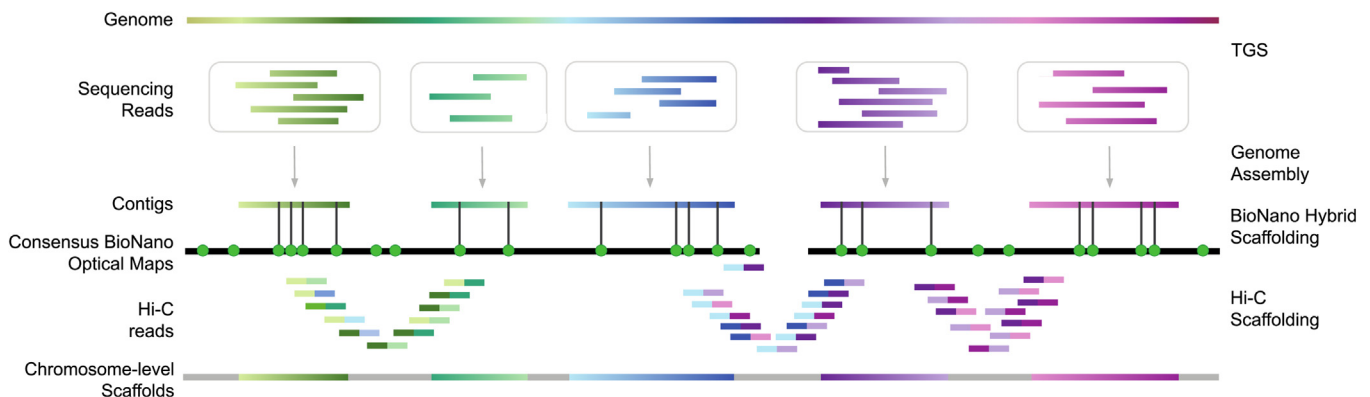 Genome
TGS
Sequencing
Reads
Genome
Assembly
Contigs
BioNano Hybrid
Scaffolding
Consensus BioNano
Optical Maps
Hi-C
reads
Hi-C
Scaffolding
Chromosome-level
Scaffolds